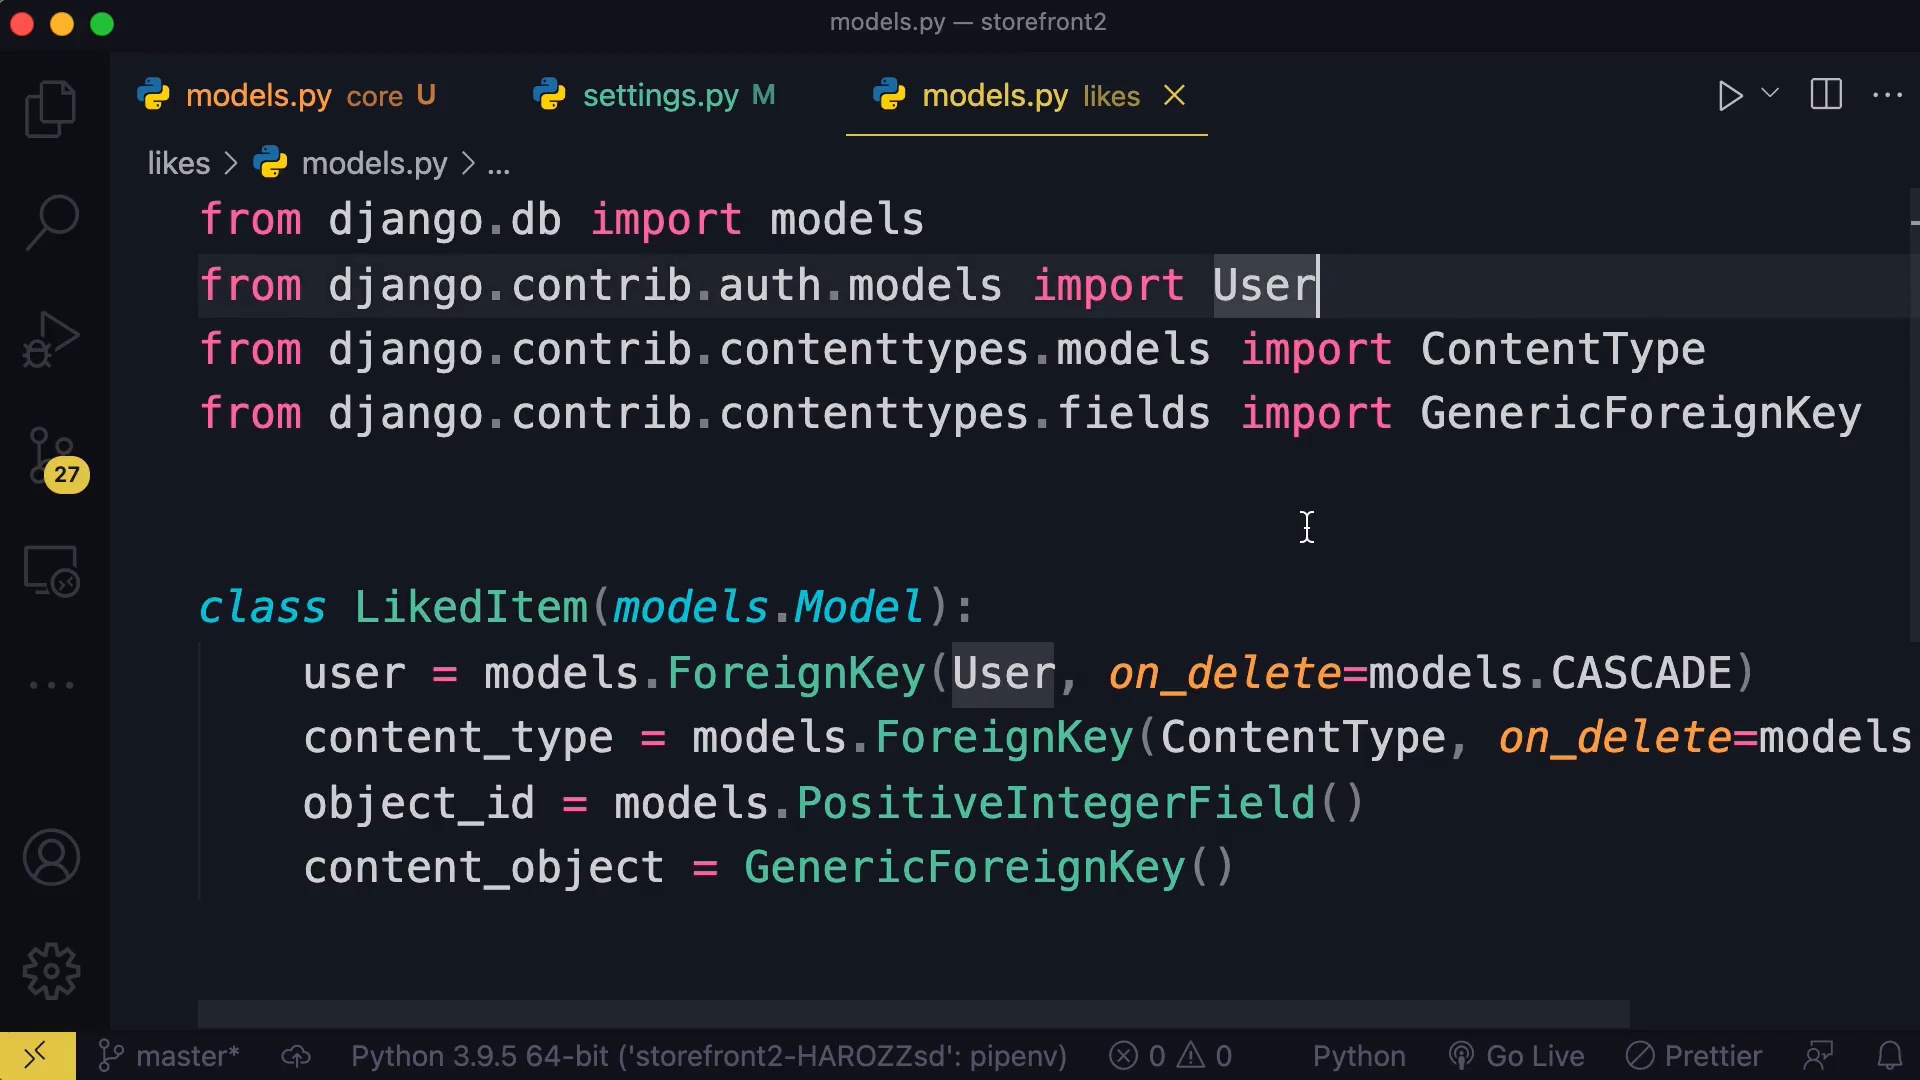 models.py — storefront2
models.py core U settings.py M models.py likes
likes > models.py > ...
from django.db import models
from django.contrib.auth.models import User
from django.contrib.contenttypes.models import ContentType
from django.contrib.contenttypes.fields import GenericForeignKey
class LikedItem(models.Model):
user = models.ForeignKey(User, on_delete=models.CASCADE)
content_type = models.ForeignKey(ContentType, on_delete=models
object_id = models.PositiveIntegerField()
content_object = GenericForeignKey()
27
master* Python 3.9.5 64-bit ('storefront2-HAROZZsd': pipenv) 0 0 Python Go Live Prettier